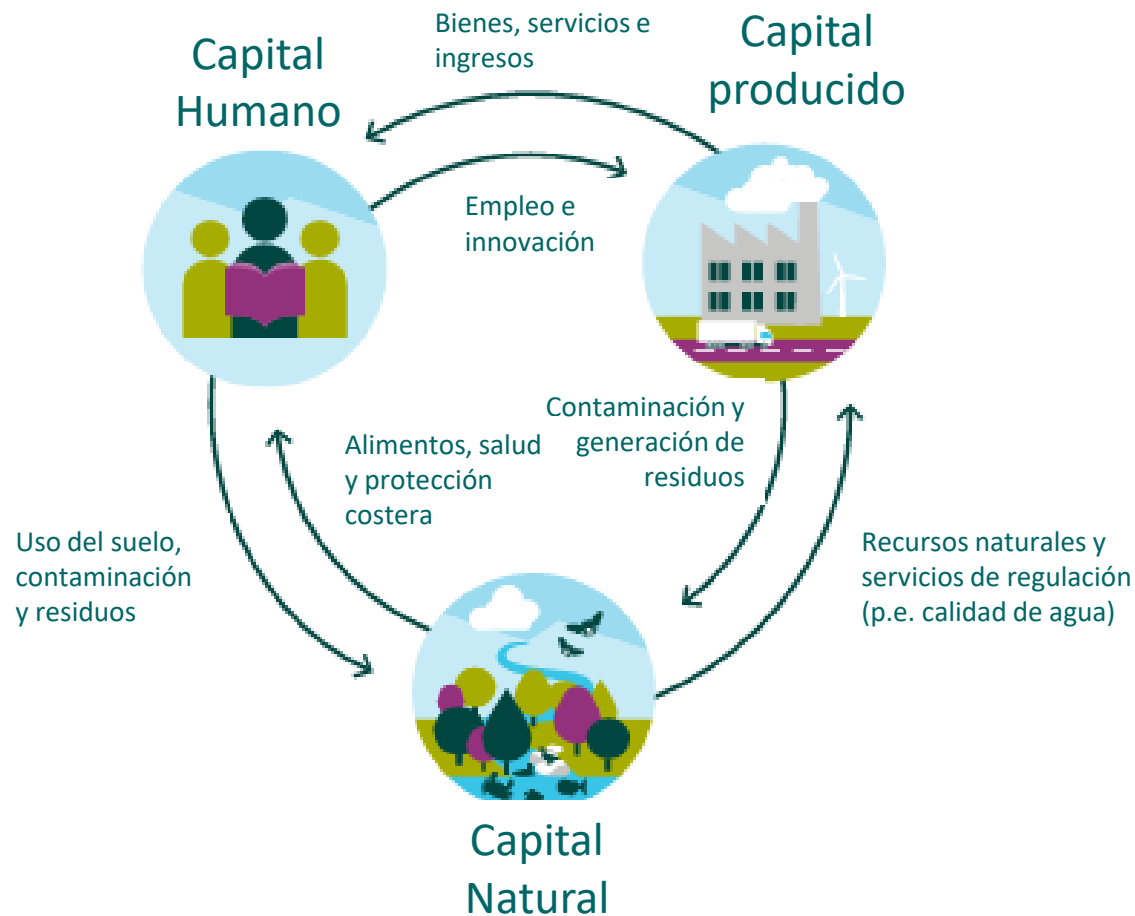 Capital
Humano
Bienes, servicios e
ingresos
Capital
producido
Empleo e
innovación
Contaminación y
generación de
residuos
Alimentos, salud
y protección
costera
Uso del suelo,
contaminación
y residuos
Recursos naturales y
servicios de regulación
(p.e. calidad de agua)
Capital
Natural